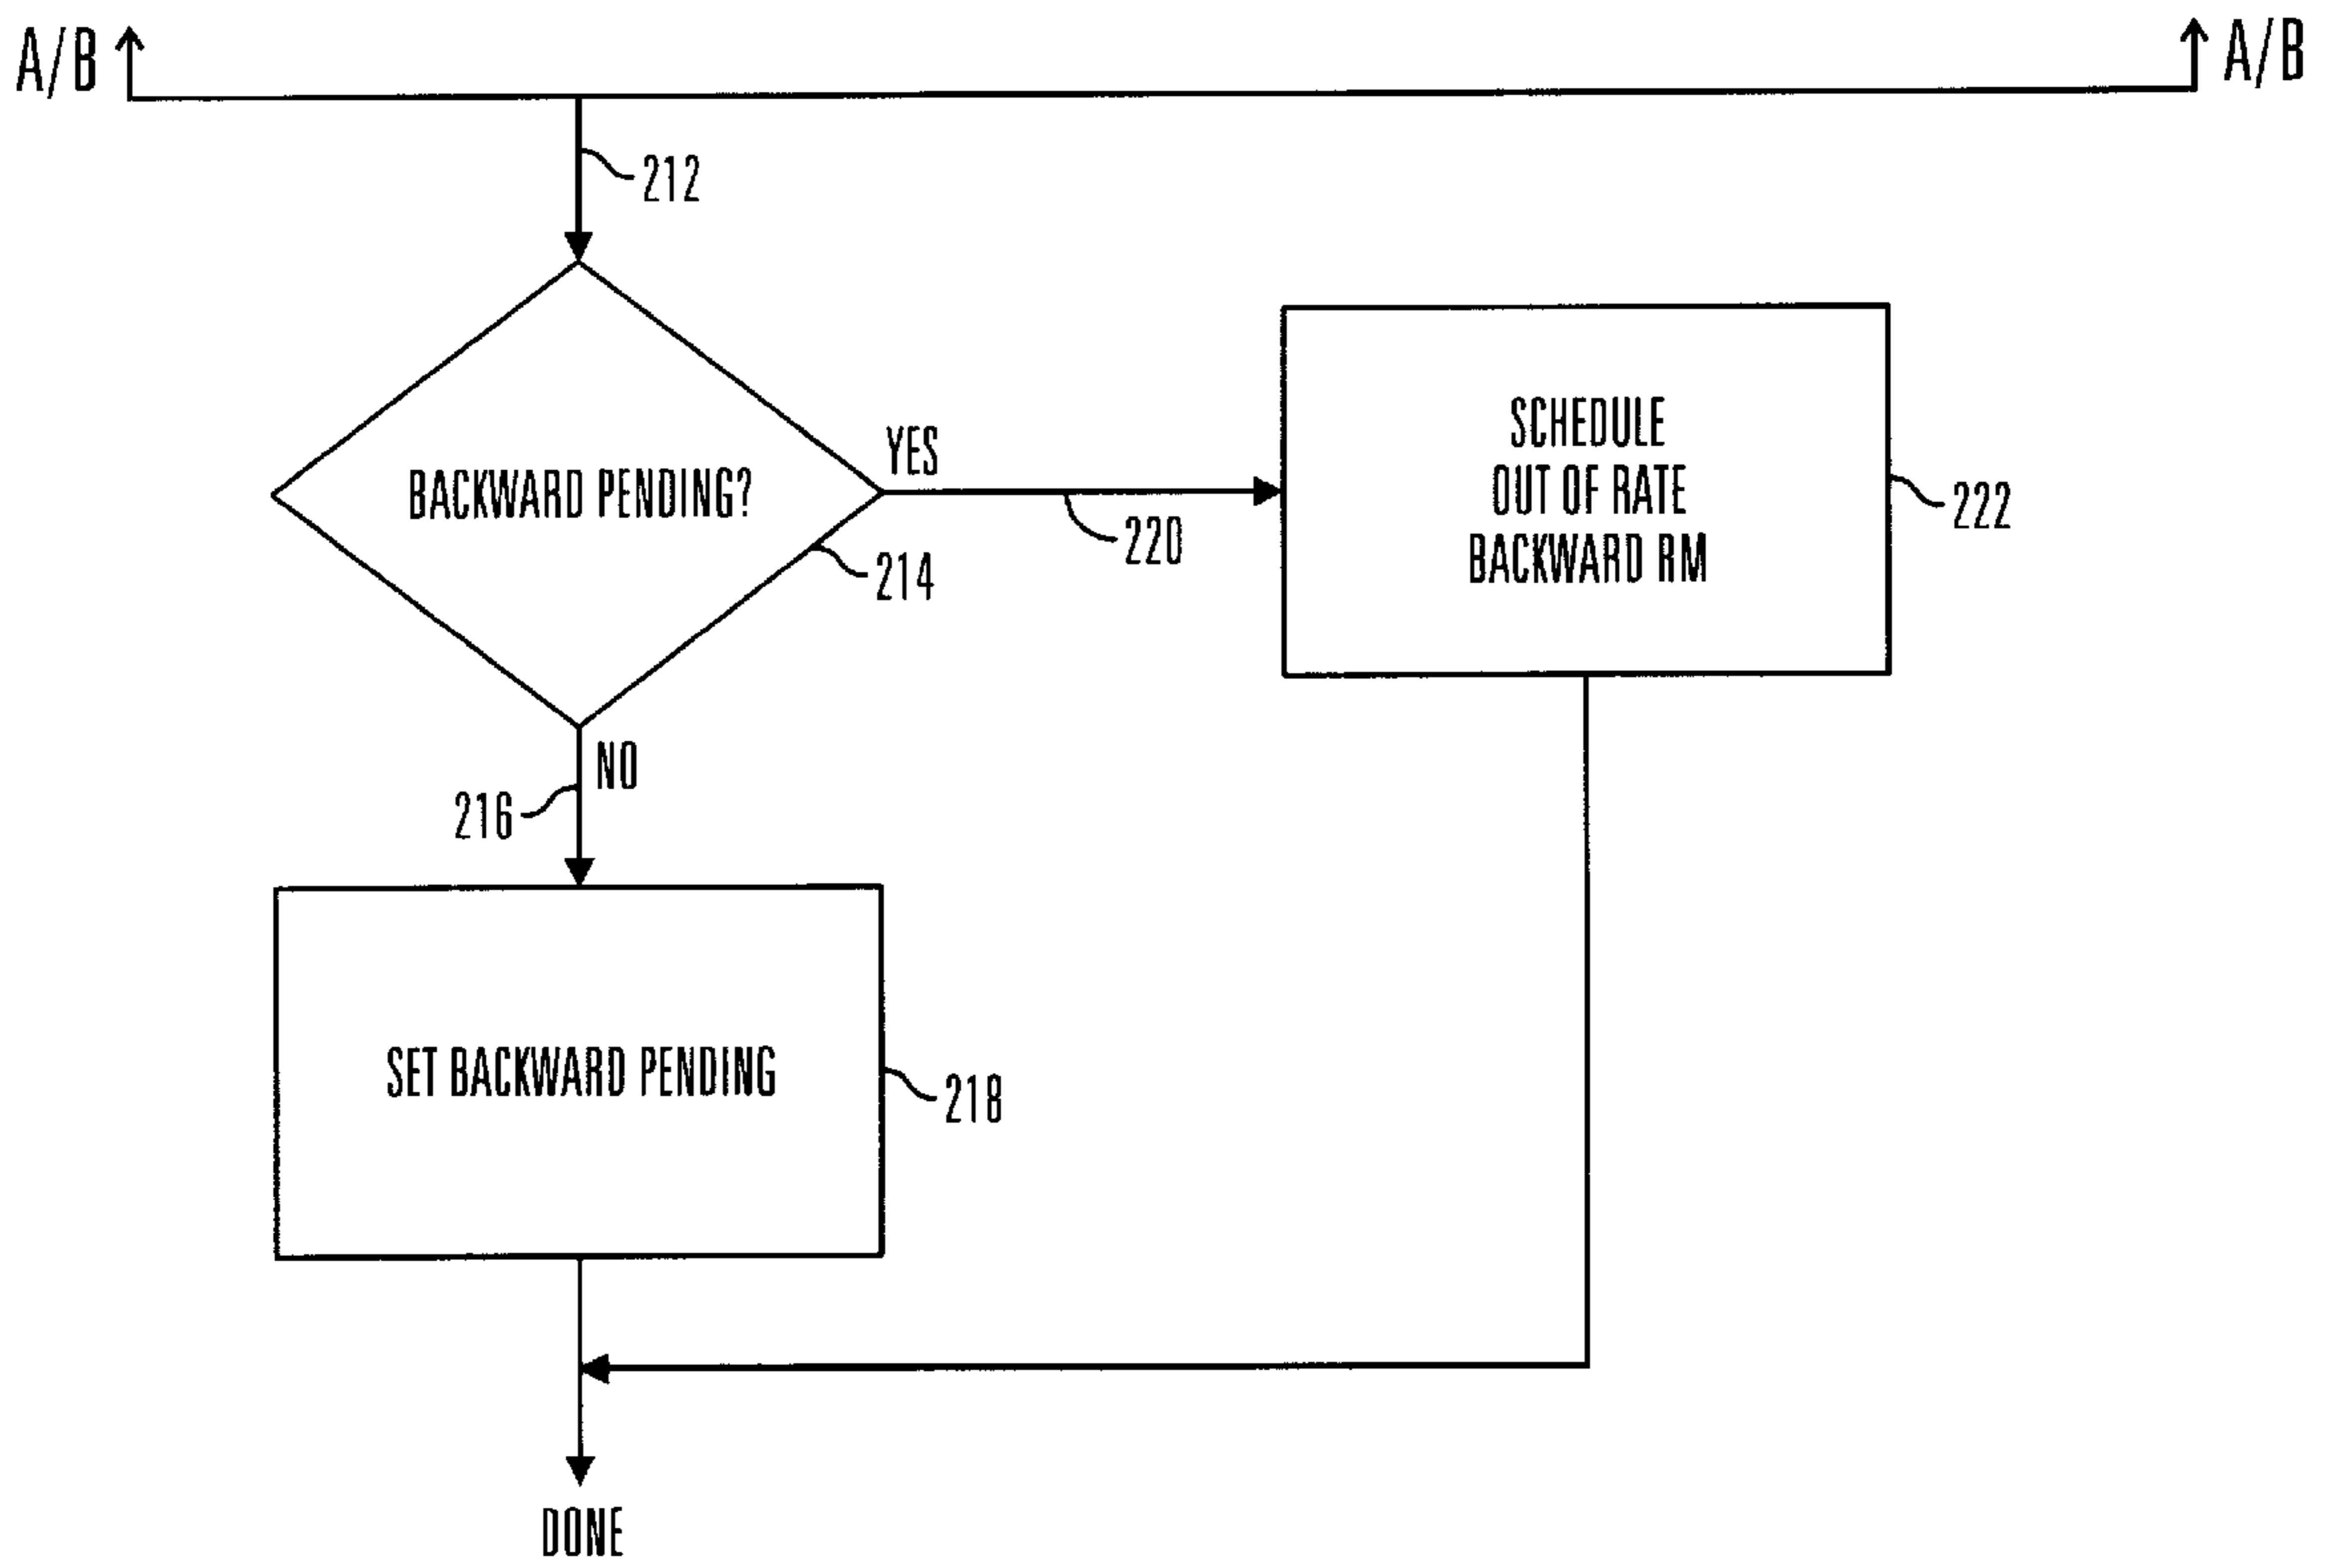 A/B
A/B
212
BACKWARD PENDING?
YES
214
220
SCHEDULE
OUT OF RATE
BACKWARD RM
222
NO
216
SET BACKWARD PENDING
218
DONE